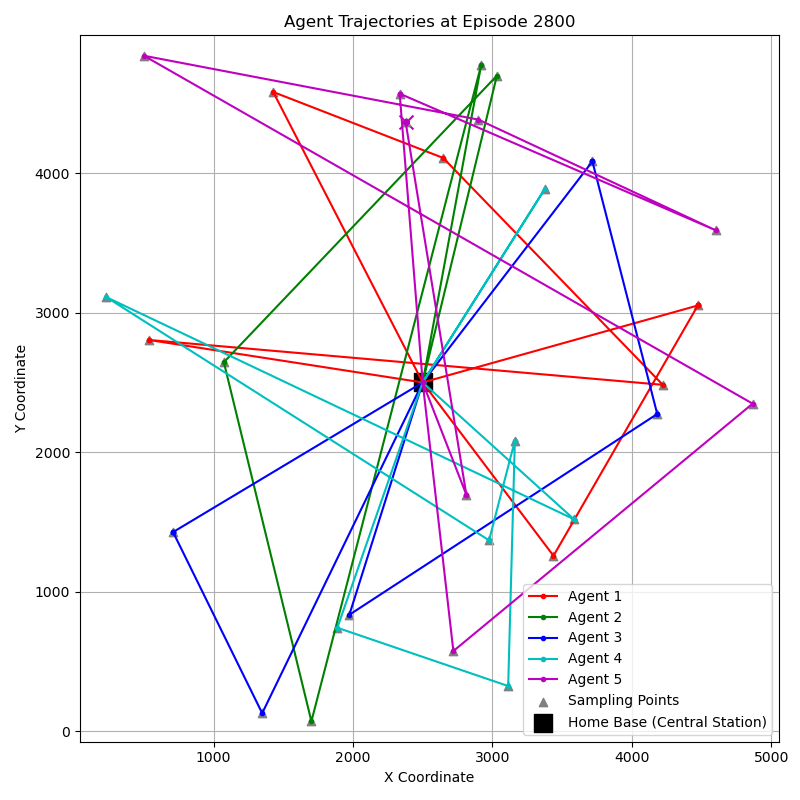 Agent Trajectories at Episode 2800
Y Coordinate
4000
3000
2000
1000
0
1000
2000
3000
4000
5000
X Coordinate
Agent 1
Agent 2
Agent 3
Agent 4
Agent 5
Sampling Points
Home Base (Central Station)